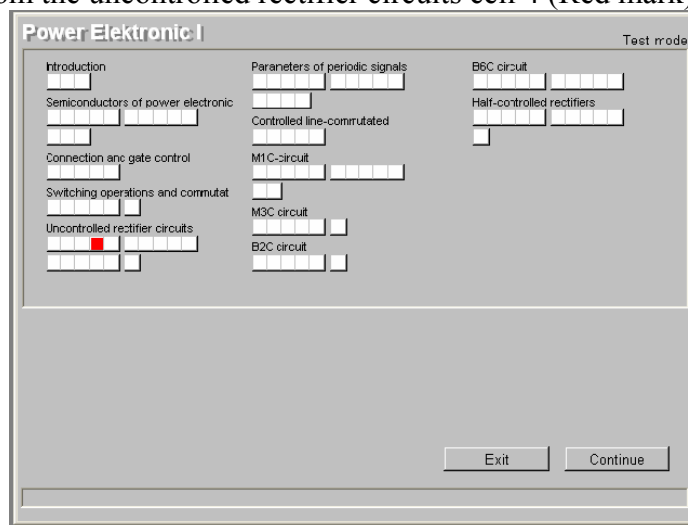 om the uncontrolled rectifier circuits cell 4 (Red mark)
Power Elektronic I
Test mode
Introduction
Semiconductors of power electronic
Connection and gate control
Switching operations and commutat
Uncontrolled rectifier circuits
Parameters of periodic signals
Controlled line-commutated
M1C-circuit
M3C circuit
B2C circuit
B6C circuit
Half-controlled rectifiers
Exit
Continue